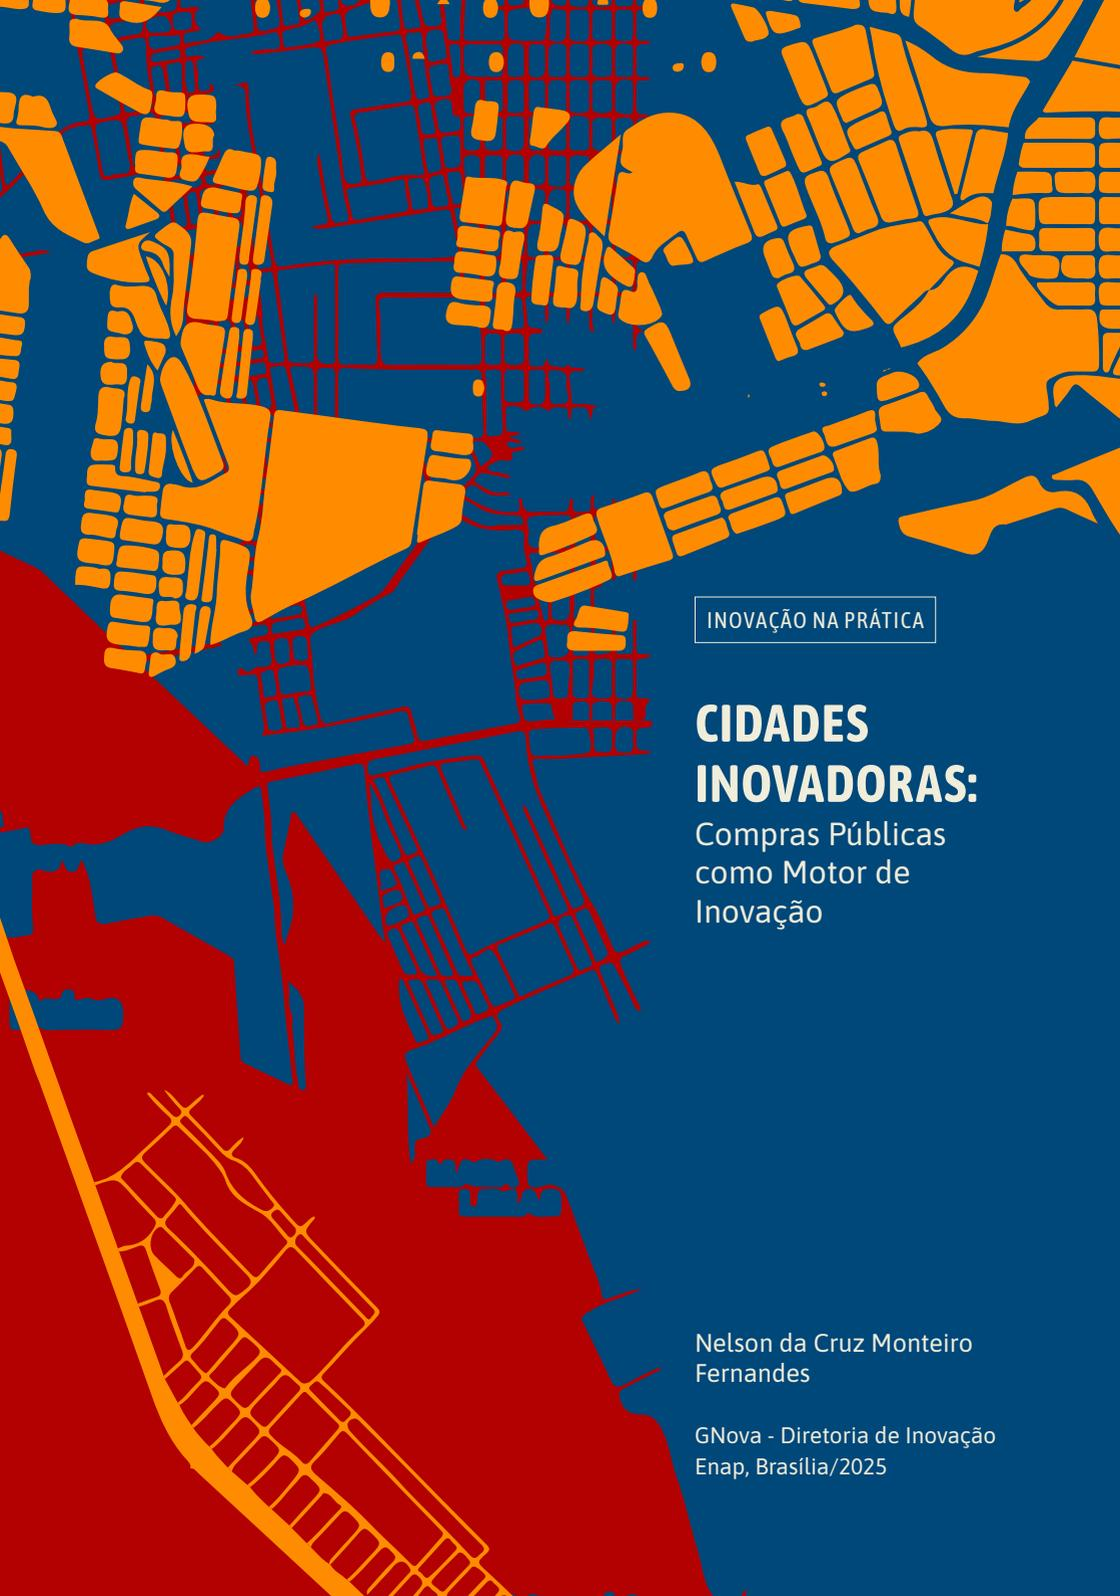 INOVAÇÃO NA PRÁTICA
CIDADES
INOVADORAS:
Compras Públicas
como Motor de
Inovação
Nelson da Cruz Monteiro
Fernandes
GNova - Diretoria de Inovação
Enap, Brasília/2025